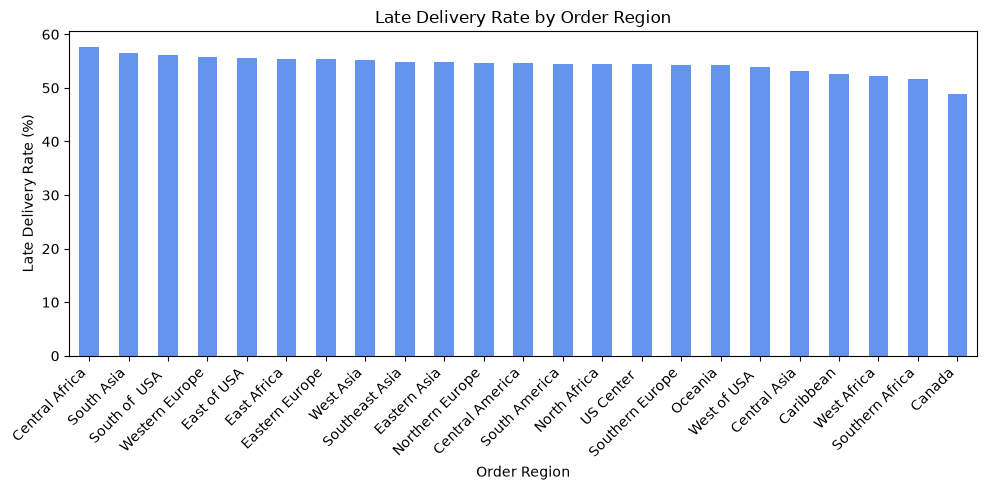 Late Delivery Rate by Order Region
Late Delivery Rate (%)
60
50
40
30
20
10
0
Central Africa
South Asia
South of  USA
Western Europe
East of USA
East Africa
Eastern Europe
West Asia
Southeast Asia
Eastern Asia
Northern Europe
Central America
South America
North Africa
US Center
Southern Europe
Oceania
West of USA
Central Asia
Caribbean
West Africa
Southern Africa
Canada
Order Region